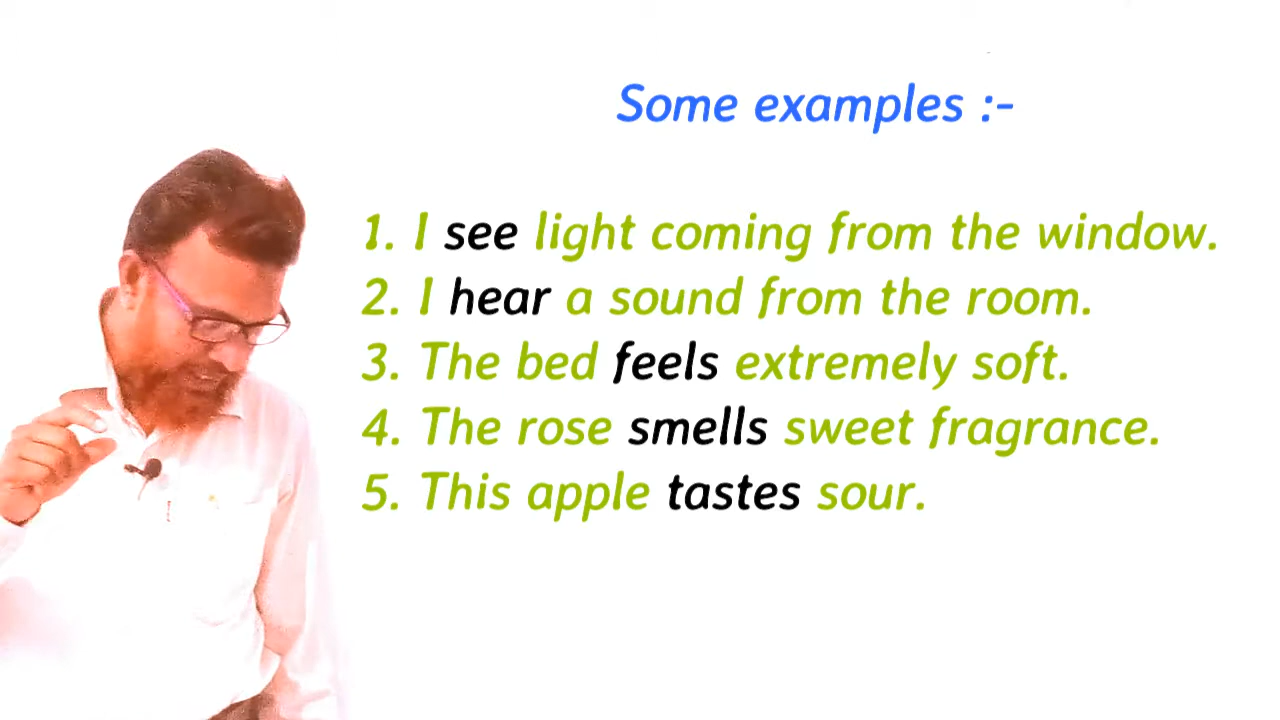 Some examples :-
1. I see light coming from the window.
2. I hear a sound from the room.
3. The bed feels extremely soft.
4. The rose smells sweet fragrance.
5. This apple tastes sour.